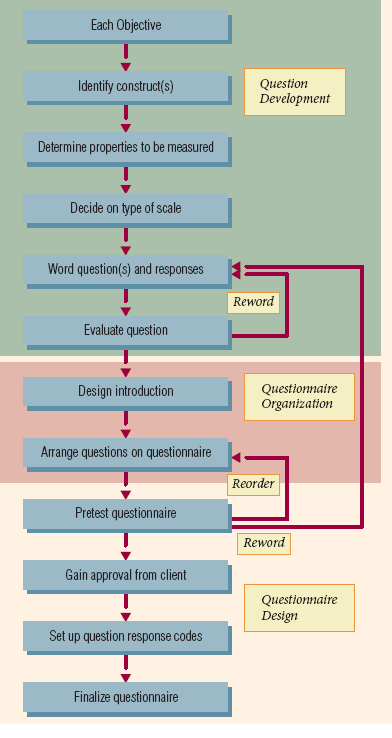 Each Objective
Identify construct(s)
Question
Development
Determine properties to be measured
Decide on type of scale
Word question(s) and responses
Reword
Evaluate question
Design introduction
Questionnaire
Organization
Arrange questions on questionnaire
Reorder
Pretest questionnaire
Reword
Gain approval from client
Questionnaire
Design
Set up question response codes
Finalize questionnaire